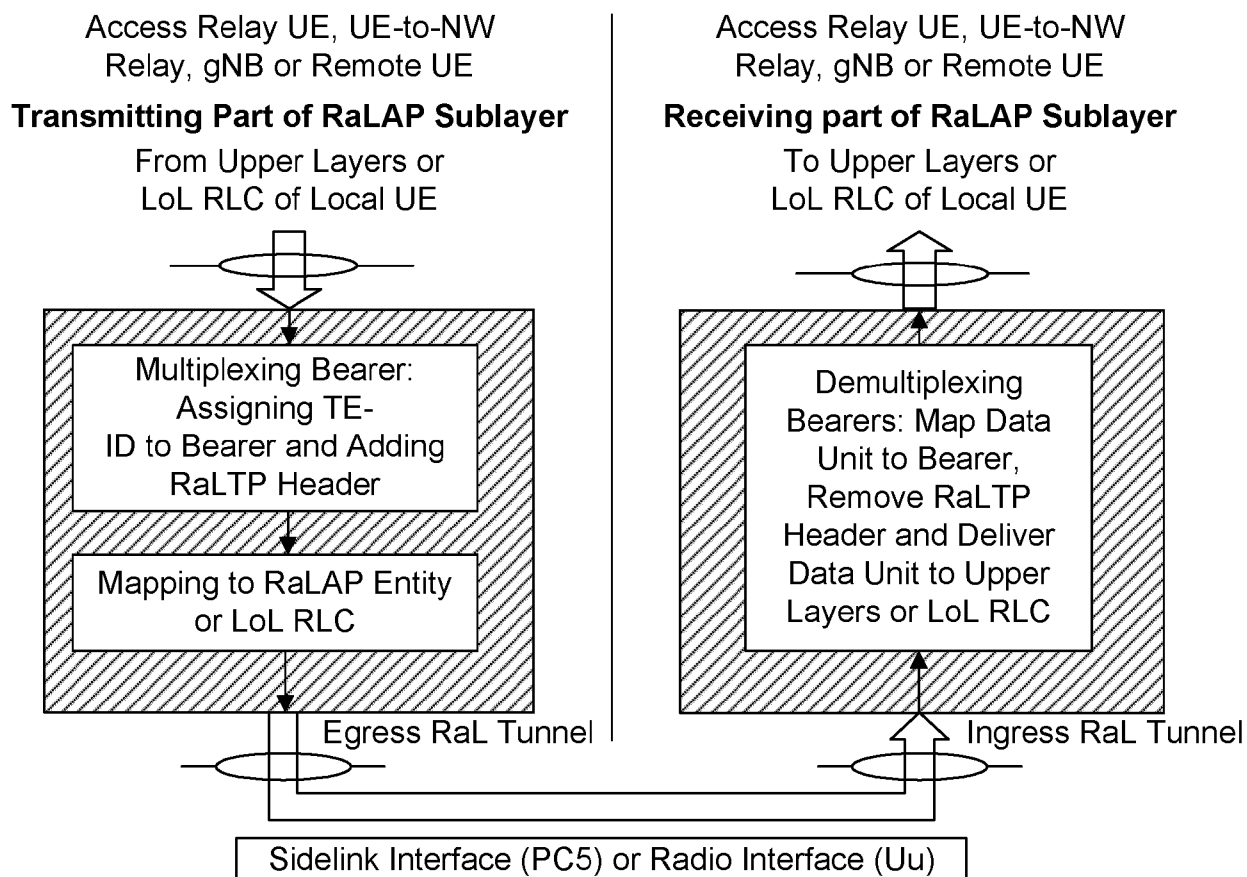 Access Relay UE, UE-to-NW
Relay, gNB or Remote UE
Transmitting Part of RaLAP Sublayer
From Upper Layers or
LoL RLC of Local UE
Multiplexing Bearer:
Assigning TE-
ID to Bearer and Adding
RaLTP Header
Mapping to RaLAP Entity
or LoL RLC
Egress RaL Tunnel
Access Relay UE, UE-to-NW
Relay, gNB or Remote UE
Receiving part of RaLAP Sublayer
To Upper Layers or
LoL RLC of Local UE
Demultiplexing
Bearers: Map Data
Unit to Bearer,
Remove RaLTP
Header and Deliver
Data Unit to Upper
Layers or LoL RLC
Ingress RaL Tunnel
Sidelink Interface (PC5) or Radio Interface (Uu)